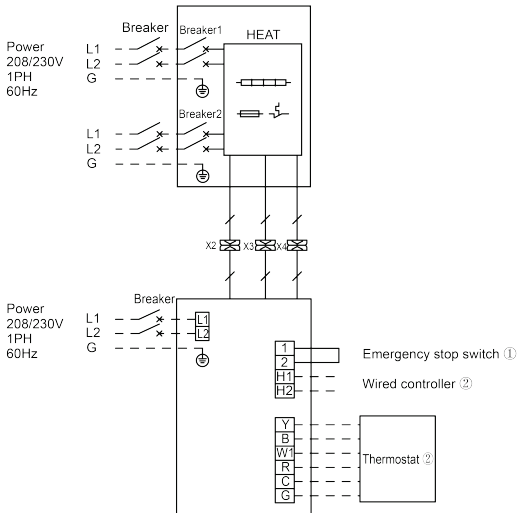 Breaker
Breaker1
HEAT
Power
208/230V
1PH
60Hz
L1
L2
G
Breaker2
L1
L2
G
X2
X3
X4
Power
208/230V
1PH
60Hz
Breaker
L1
L2
G
L1
L2
1
2
H1
H2
Emergency stop switch ①
Wired controller ②
Y
B
W1
R
C
G
Thermostat ②